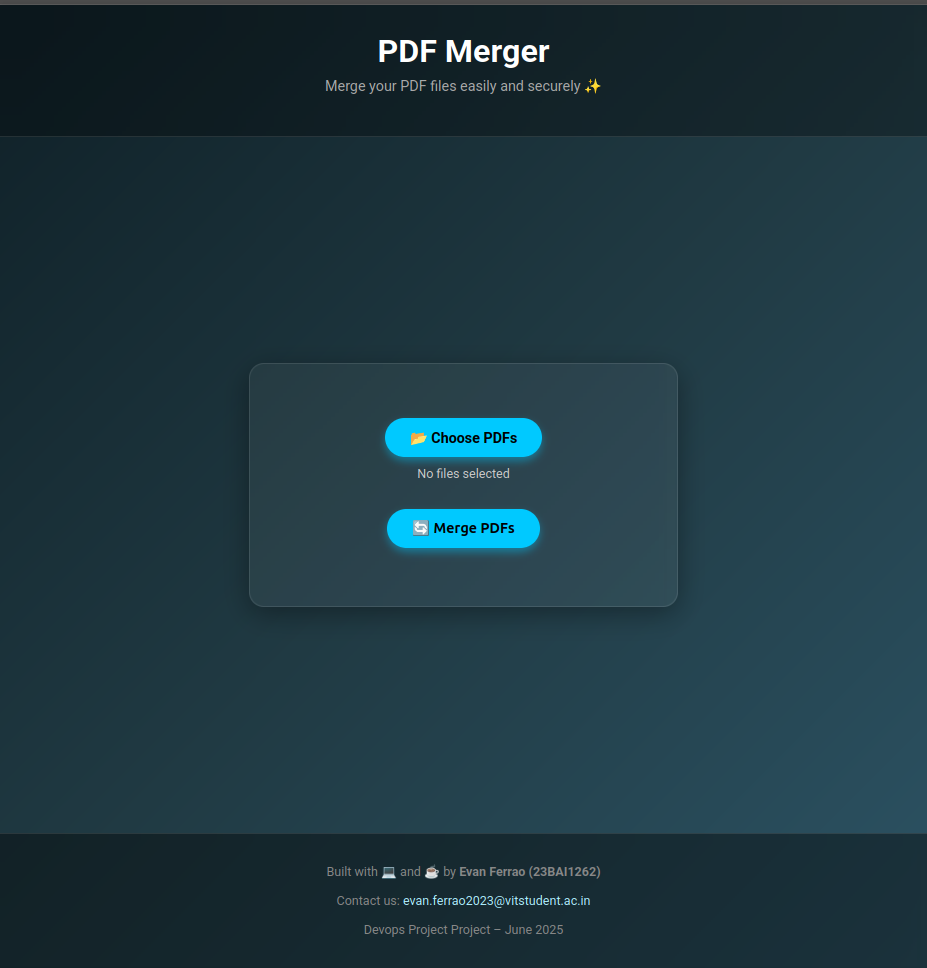 PDF Merger
Merge your PDF files easily and securely ✨
📂 Choose PDFs
No files selected
🔄 Merge PDFs
Built with 💻 and ☕ by Evan Ferrao (23BAI1262)
Contact us: evan.ferrao2023@vitstudent.ac.in
Devops Project Project – June 2025